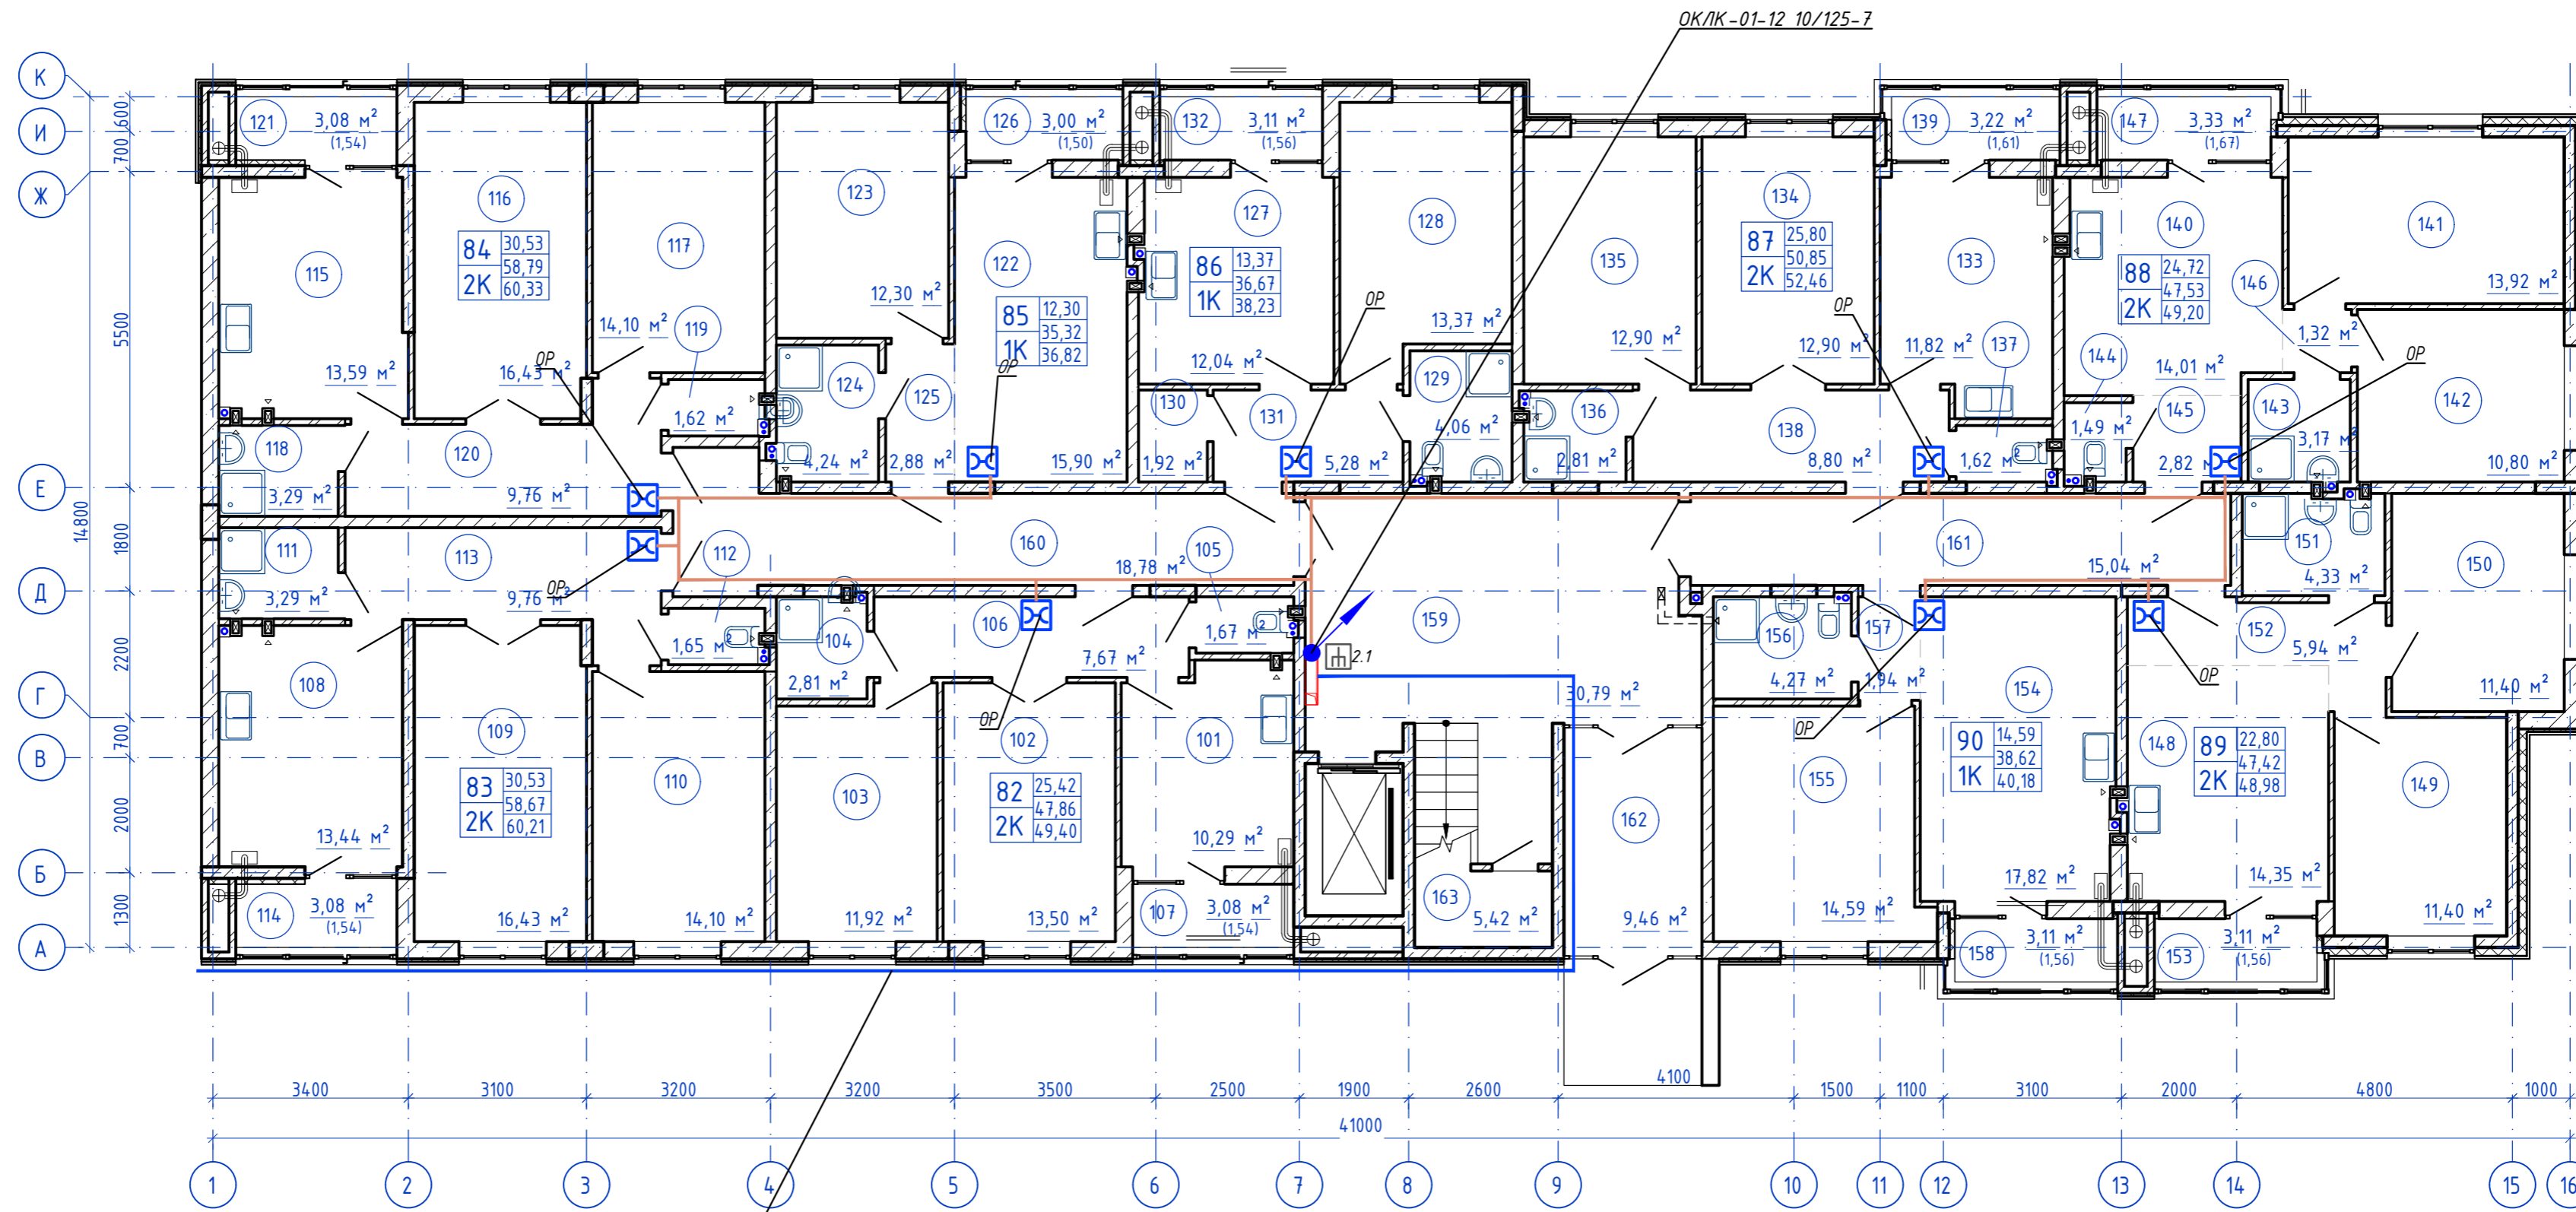 ОК/ІК-01-12 10/125-7
К
И
Ж
Е
Д
Г
В
Б
А
600
700
5500
1800
2200
700
2000
1300
14800
121
3,08 м²
(1,54)
126
3,00 м²
(1,50)
132
3,11 м²
(1,56)
139
3,22 м²
(1,61)
147
3,33 м²
(1,67)
116
84
2К
30,53
58,79
60,33
117
123
122
127
128
134
135
87
2К
25,80
50,85
52,46
133
140
141
115
86
1К
13,37
36,67
38,23
88
2К
24,72
47,53
49,20
146
13,92 м²
12,30 м²
85
1К
12,30
35,32
36,82
14,10 м²
119
ОР
13,37 м²
ОР
1,32 м²
12,90 м²
12,90 м²
11,82 м²
137
144
14,01 м²
ОР
ОР
13,59 м²
16,43 м²
ОР
12,04 м²
124
125
129
130
131
136
138
145
143
142
1,62 м²
4,06 м²
1,49 м²
3,17 м²
118
120
4,24 м²
2,88 м²
15,90 м²
1,92 м²
5,28 м²
2,81 м²
8,80 м²
1,62 м²
2,82 м
10,80 м²
3,29 м²
9,76 м²
111
113
112
160
105
161
151
150
18,78 м²
15,04 м²
4,33 м²
3,29 м²
9,76 м²
ОР
104
106
159
156
157
152
1,65 м²
1,67 м²
2.1
5,94 м²
7,67 м²
2,81 м²
4,27 м²
1,94 м²
ОР
11,40 м²
108
109
110
103
102
101
30,79 м²
154
ОР
ОР
148
83
2К
30,53
58,67
60,21
82
2К
25,42
47,86
49,40
90
1К
14,59
38,62
40,18
89
2К
22,80
47,42
48,98
155
149
162
13,44 м²
10,29 м²
17,82 м²
14,35 м²
114
3,08 м²
(1,54)
16,43 м²
14,10 м²
11,92 м²
13,50 м²
107
3,08 м²
(1,54)
163
5,42 м²
9,46 м²
14,59 м²
11,40 м²
158
3,11 м²
(1,56)
153
3,11 м²
(1,56)
3400
3100
3200
3200
3500
2500
1900
2600
4100
1500
1100
3100
2000
4800
1000
41000
1
2
3
4
5
6
7
8
9
10
11
12
13
14
15
16